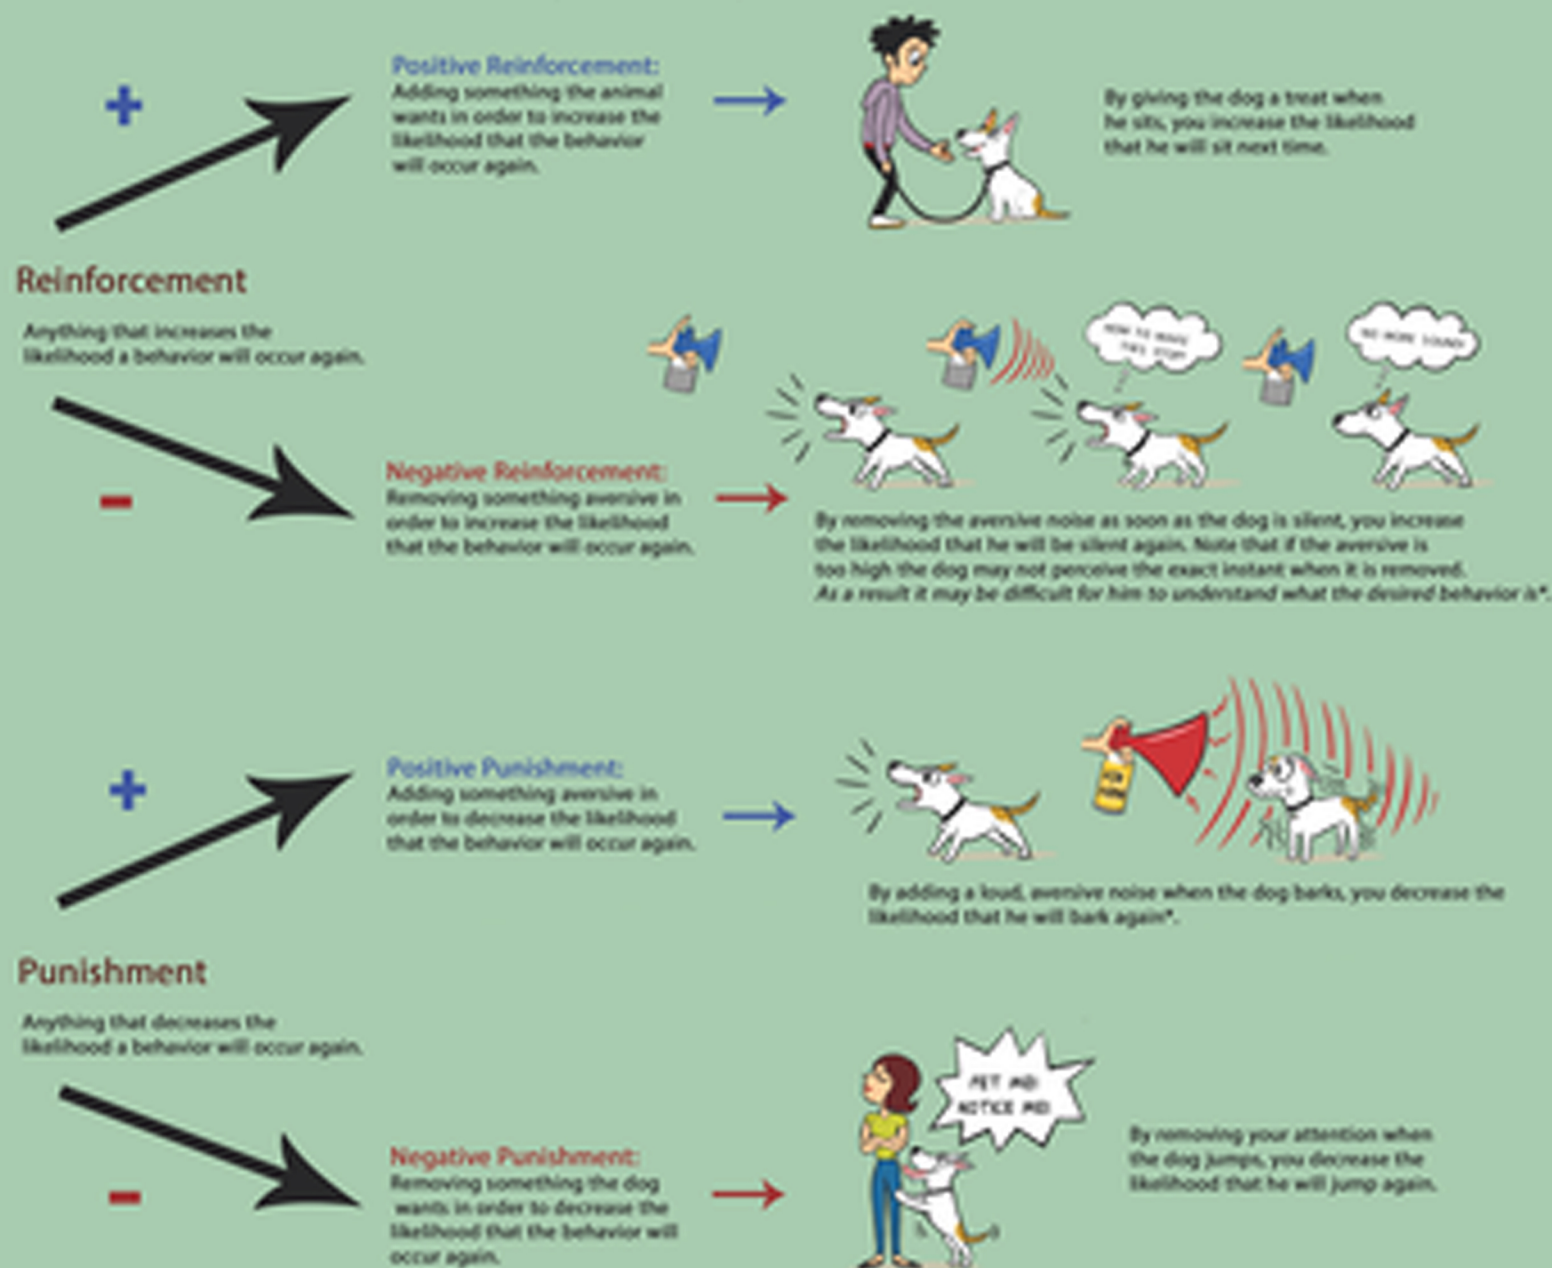 +
Positive Reinforcement:
Adding something the animal
wants in order to increase the
likelihood that the behavior
will occur again.
By giving the dog a treat when
he sits, you increase the likelihood
that he will sit next time.
Reinforcement
Anything that increases the
likelihood a behavior will occur again.
HOW TO MAKE
THIS STOP?
NO MORE SOUND!
-
Negative Reinforcement:
Removing something aversive in
order to increase the likelihood
that the behavior will occur again.
By removing the aversive noise as soon as the dog is silent, you increase
the likelihood that he will be silent again. Note that if the aversive is
too high the dog may not perceive the exact instant when it is removed.
As a result it may be difficult for him to understand what the desired behavior is*.
+
Positive Punishment:
Adding something aversive in
order to decrease the likelihood
that the behavior will occur again.
By adding a loud, aversive noise when the dog barks, you decrease the
likelihood that he will bark again*.
Punishment
Anything that decreases the
likelihood a behavior will occur again.
PET ME!
NOTICE ME!
-
Negative Punishment:
Removing something the dog
wants in order to decrease the
likelihood that the behavior will
occur again.
By removing your attention when
the dog jumps, you decrease the
likelihood that he will jump again.